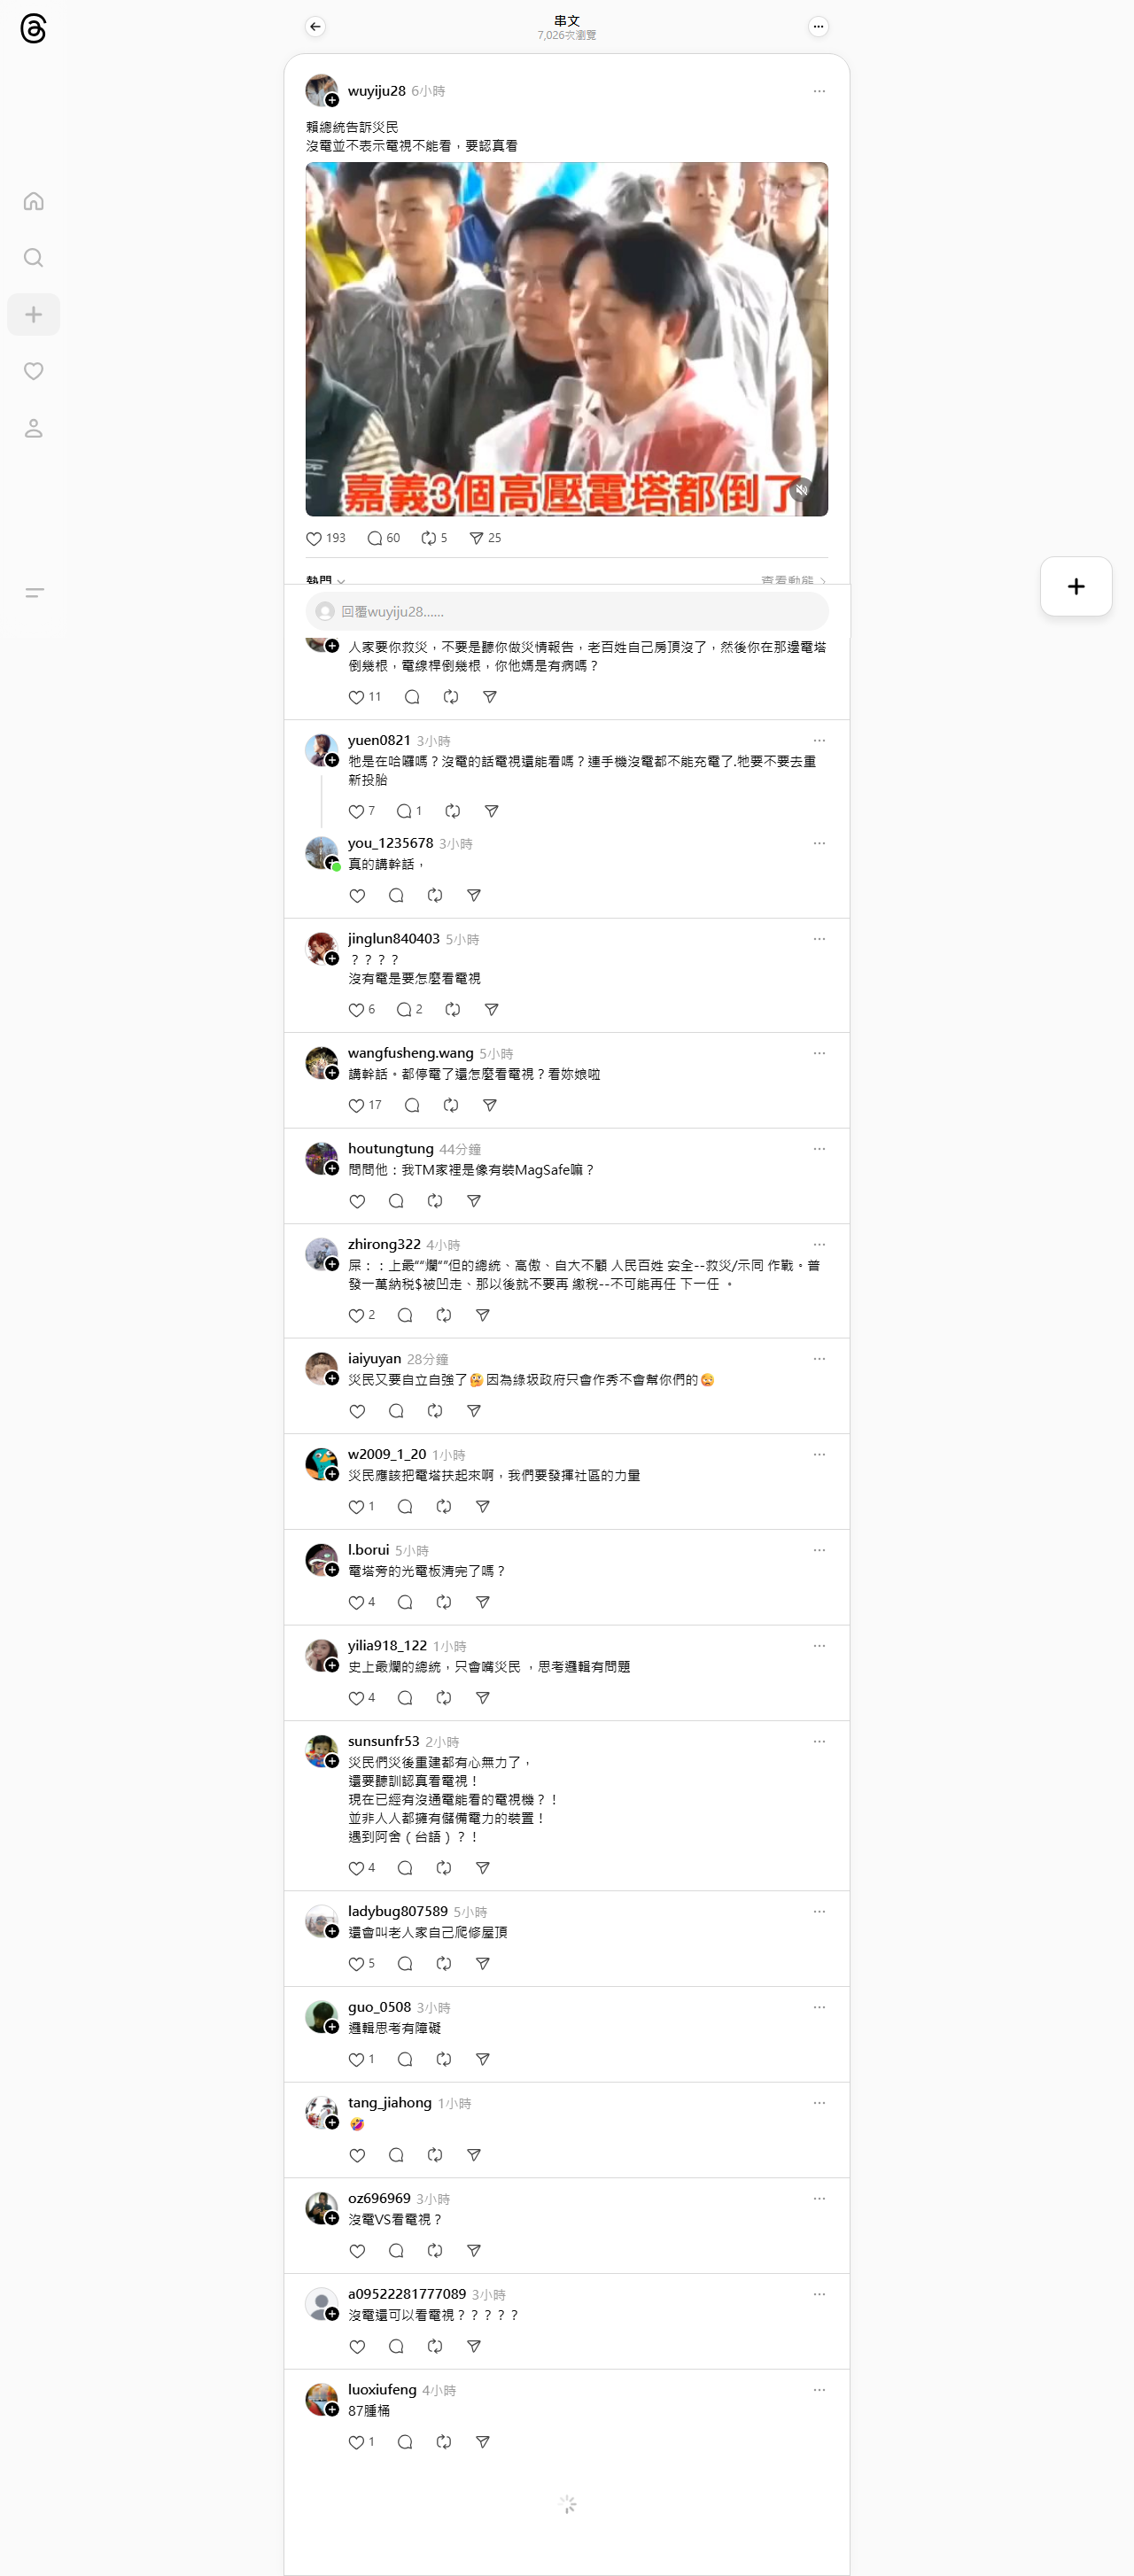 串文
7,026次瀏覽
wuyiju28 6小時
賴總統告訴災民
沒電並不表示電視不能看，要認真看
嘉義3個高壓電塔都倒了
193 60 5 25
熱門 查看動態
回覆wuyiju28......
人家要你救災，不要是聽你做災情報告，老百姓自己房頂沒了，然後你在那邊電塔
倒幾根，電線桿倒幾根，你他媽是有病嗎？
11
yuen0821 3小時
牠是在哈囉嗎？沒電的話電視還能看嗎？連手機沒電都不能充電了.牠要不要去重
新投胎
7 1
you_1235678 3小時
真的講幹話，
jinglun840403 5小時
？？？？
沒有電是要怎麼看電視
6 2
wangfusheng.wang 5小時
講幹話。都停電了還怎麼看電視？看妳娘啦
17
houtungtung 44分鐘
問問他：我TM家裡是像有裝MagSafe嘛？
zhirong322 4小時
屎：：上最““爛””但的總統、高傲、自大不顧 人民百姓 安全--救災/示同 作戰。普
發一萬納稅$被凹走、那以後就不要再 繳稅--不可能再任 下一任 。
2
iaiyuyan 28分鐘
災民又要自立自強了🤔因為綠圾政府只會作秀不會幫你們的😪
w2009_1_20 1小時
災民應該把電塔扶起來啊，我們要發揮社區的力量
1
l.borui 5小時
電塔旁的光電板清完了嗎？
4
yilia918_122 1小時
史上最爛的總統，只會嘴災民 ，思考邏輯有問題
4
sunsunfr53 2小時
災民們災後重建都有心無力了，
還要聽訓認真看電視！
現在已經有沒通電能看的電視機？！
並非人人都擁有儲備電力的裝置！
遇到阿舍（台語）？！
4
ladybug807589 5小時
還會叫老人家自己爬修屋頂
5
guo_0508 3小時
邏輯思考有障礙
1
tang_jiahong 1小時
🤣
oz696969 3小時
沒電VS看電視？
a09522281777089 3小時
沒電還可以看電視？？？？？
luoxiufeng 4小時
87腫桶
1